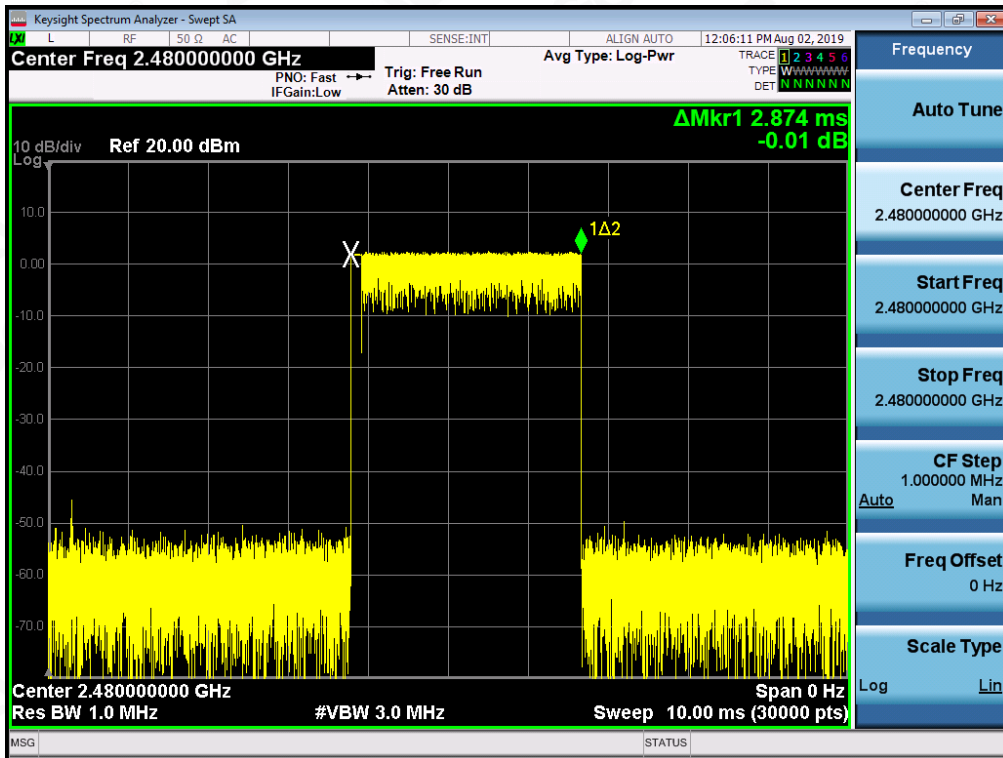 Keysight Spectrum Analyzer - Swept SA
LXI L RF 50 Ω AC SENSE:INT ALIGN AUTO 12:06:11 PM Aug 02, 2019
Center Freq 2.480000000 GHz
PNO: Fast
IFGain:Low
Trig: Free Run
Atten: 30 dB
Avg Type: Log-Pwr
TRACE 1 2 3 4 5 6
TYPE WWWWWW
DET N N N N N N
ΔMkr1 2.874 ms
-0.01 dB
10 dB/div Ref 20.00 dBm
Log
1Δ2
10.0
0.00
-10.0
-20.0
-30.0
-40.0
-50.0
-60.0
-70.0
Center 2.480000000 GHz Span 0 Hz
Res BW 1.0 MHz #VBW 3.0 MHz Sweep 10.00 ms (30000 pts)
MSG STATUS
Frequency
Auto Tune
Center Freq
2.480000000 GHz
Start Freq
2.480000000 GHz
Stop Freq
2.480000000 GHz
CF Step
1.000000 MHz
Auto Man
Freq Offset
0 Hz
Scale Type
Log Lin